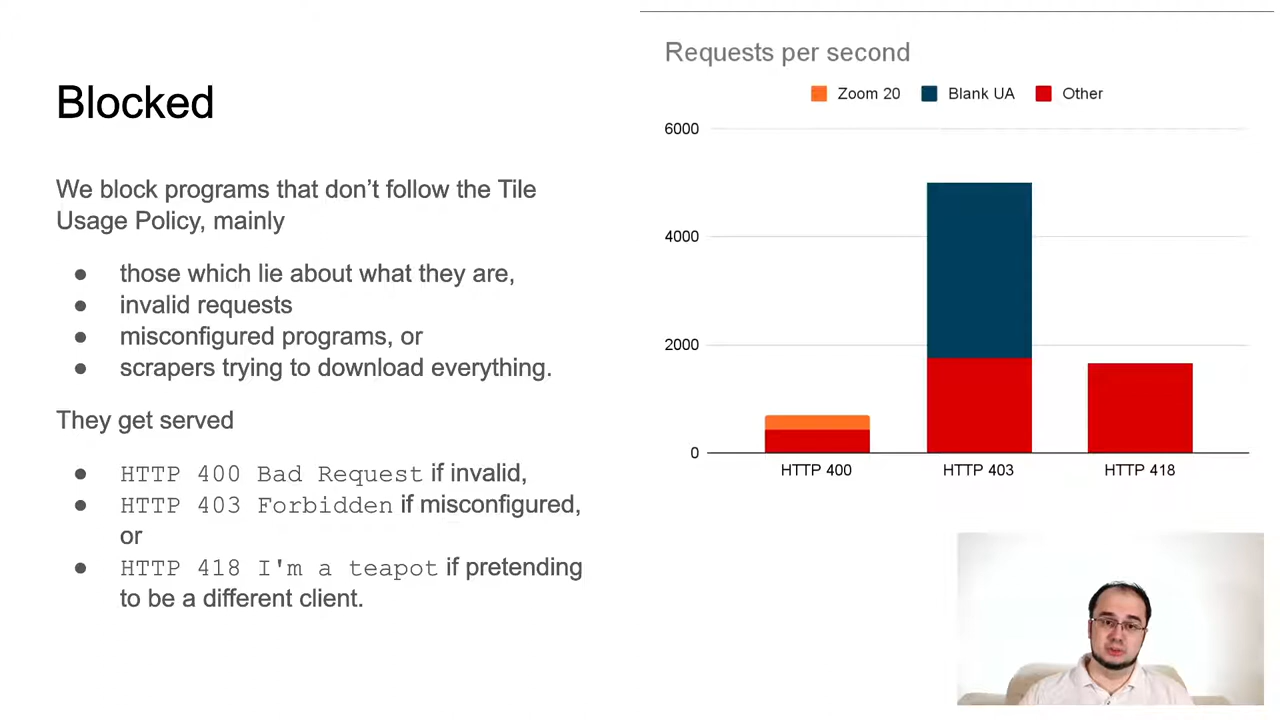 Blocked
We block programs that don’t follow the Tile
Usage Policy, mainly
● those which lie about what they are,
● invalid requests
● misconfigured programs, or
● scrapers trying to download everything.
They get served
● HTTP 400 Bad Request if invalid,
● HTTP 403 Forbidden if misconfigured,
or
● HTTP 418 I'm a teapot if pretending
to be a different client.
Requests per second
Zoom 20 Blank UA Other
6000
4000
2000
0
HTTP 400 HTTP 403 HTTP 418